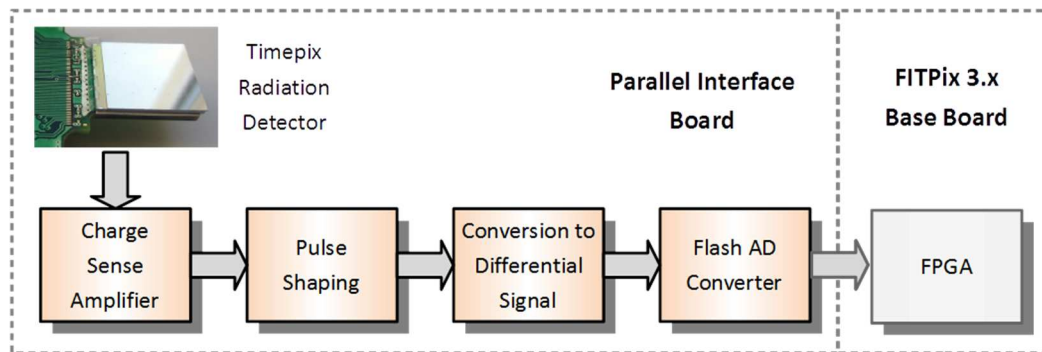 Timepix
Radiation
Detector
Parallel Interface
Board
FITPix 3.x
Base Board
Charge
Sense
Amplifier
Pulse
Shaping
Conversion to
Differential
Signal
Flash AD
Converter
FPGA